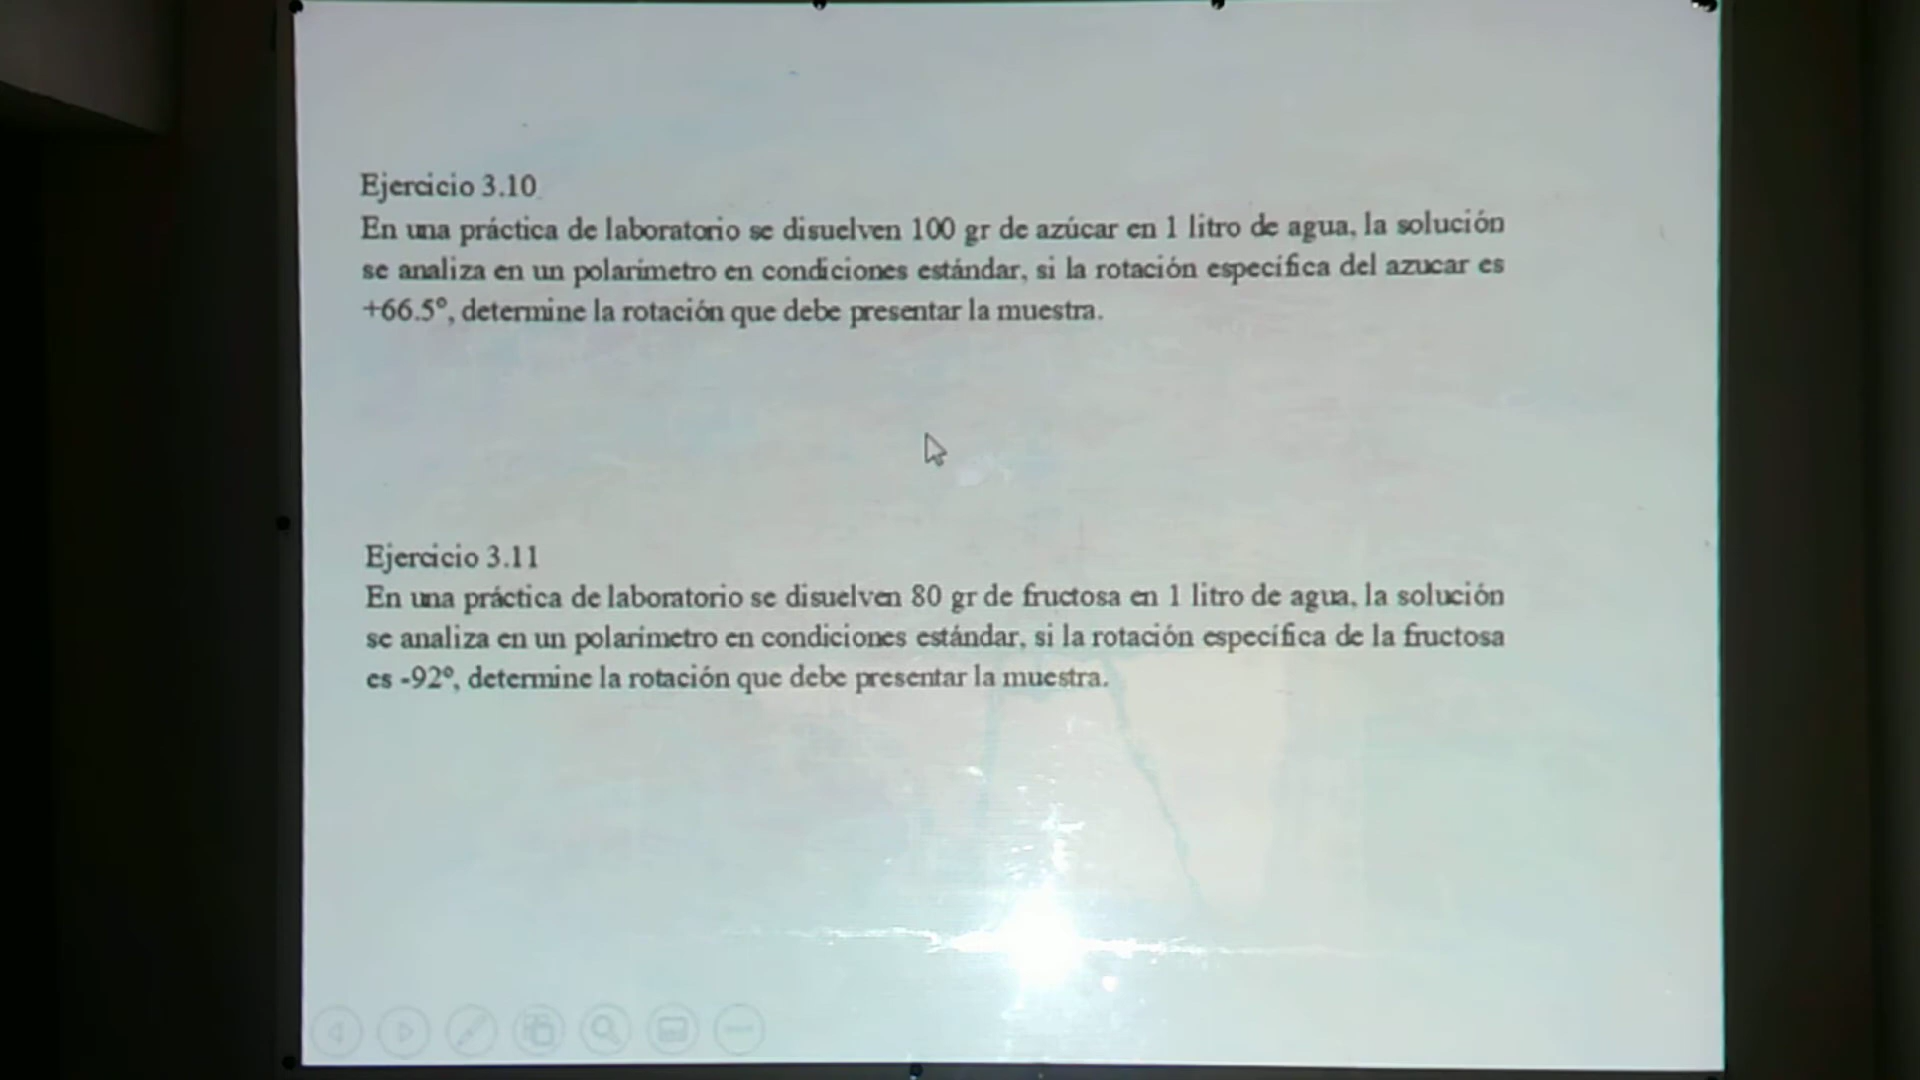 Ejercicio 3.10
En una práctica de laboratorio se disuelven 100 gr de azúcar en 1 litro de agua, la solución
se analiza en un polarímetro en condiciones estándar, si la rotación específica del azucar es
+66.5º, determine la rotación que debe presentar la muestra.
Ejercicio 3.11
En una práctica de laboratorio se disuelven 80 gr de fructosa en 1 litro de agua, la solución
se analiza en un polarímetro en condiciones estándar, si la rotación específica de la fructosa
es -92º, determine la rotación que debe presentar la muestra.